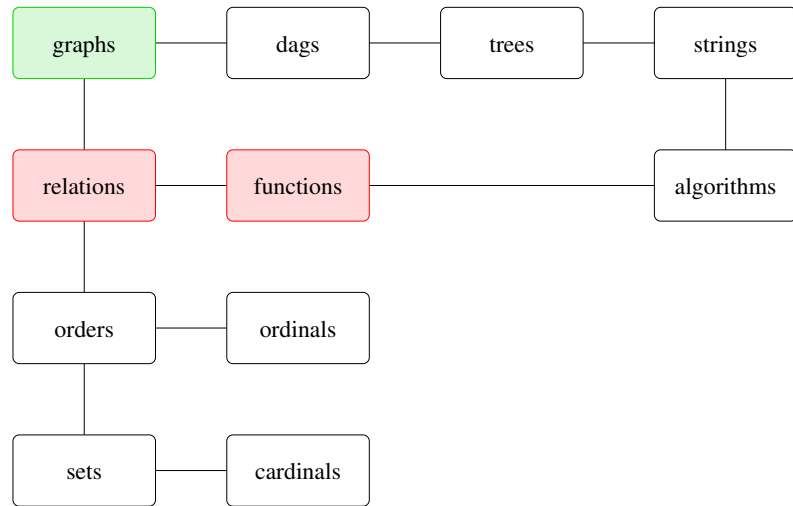 graphs
dags
trees
strings
relations
functions
algorithms
orders
ordinals
sets
cardinals